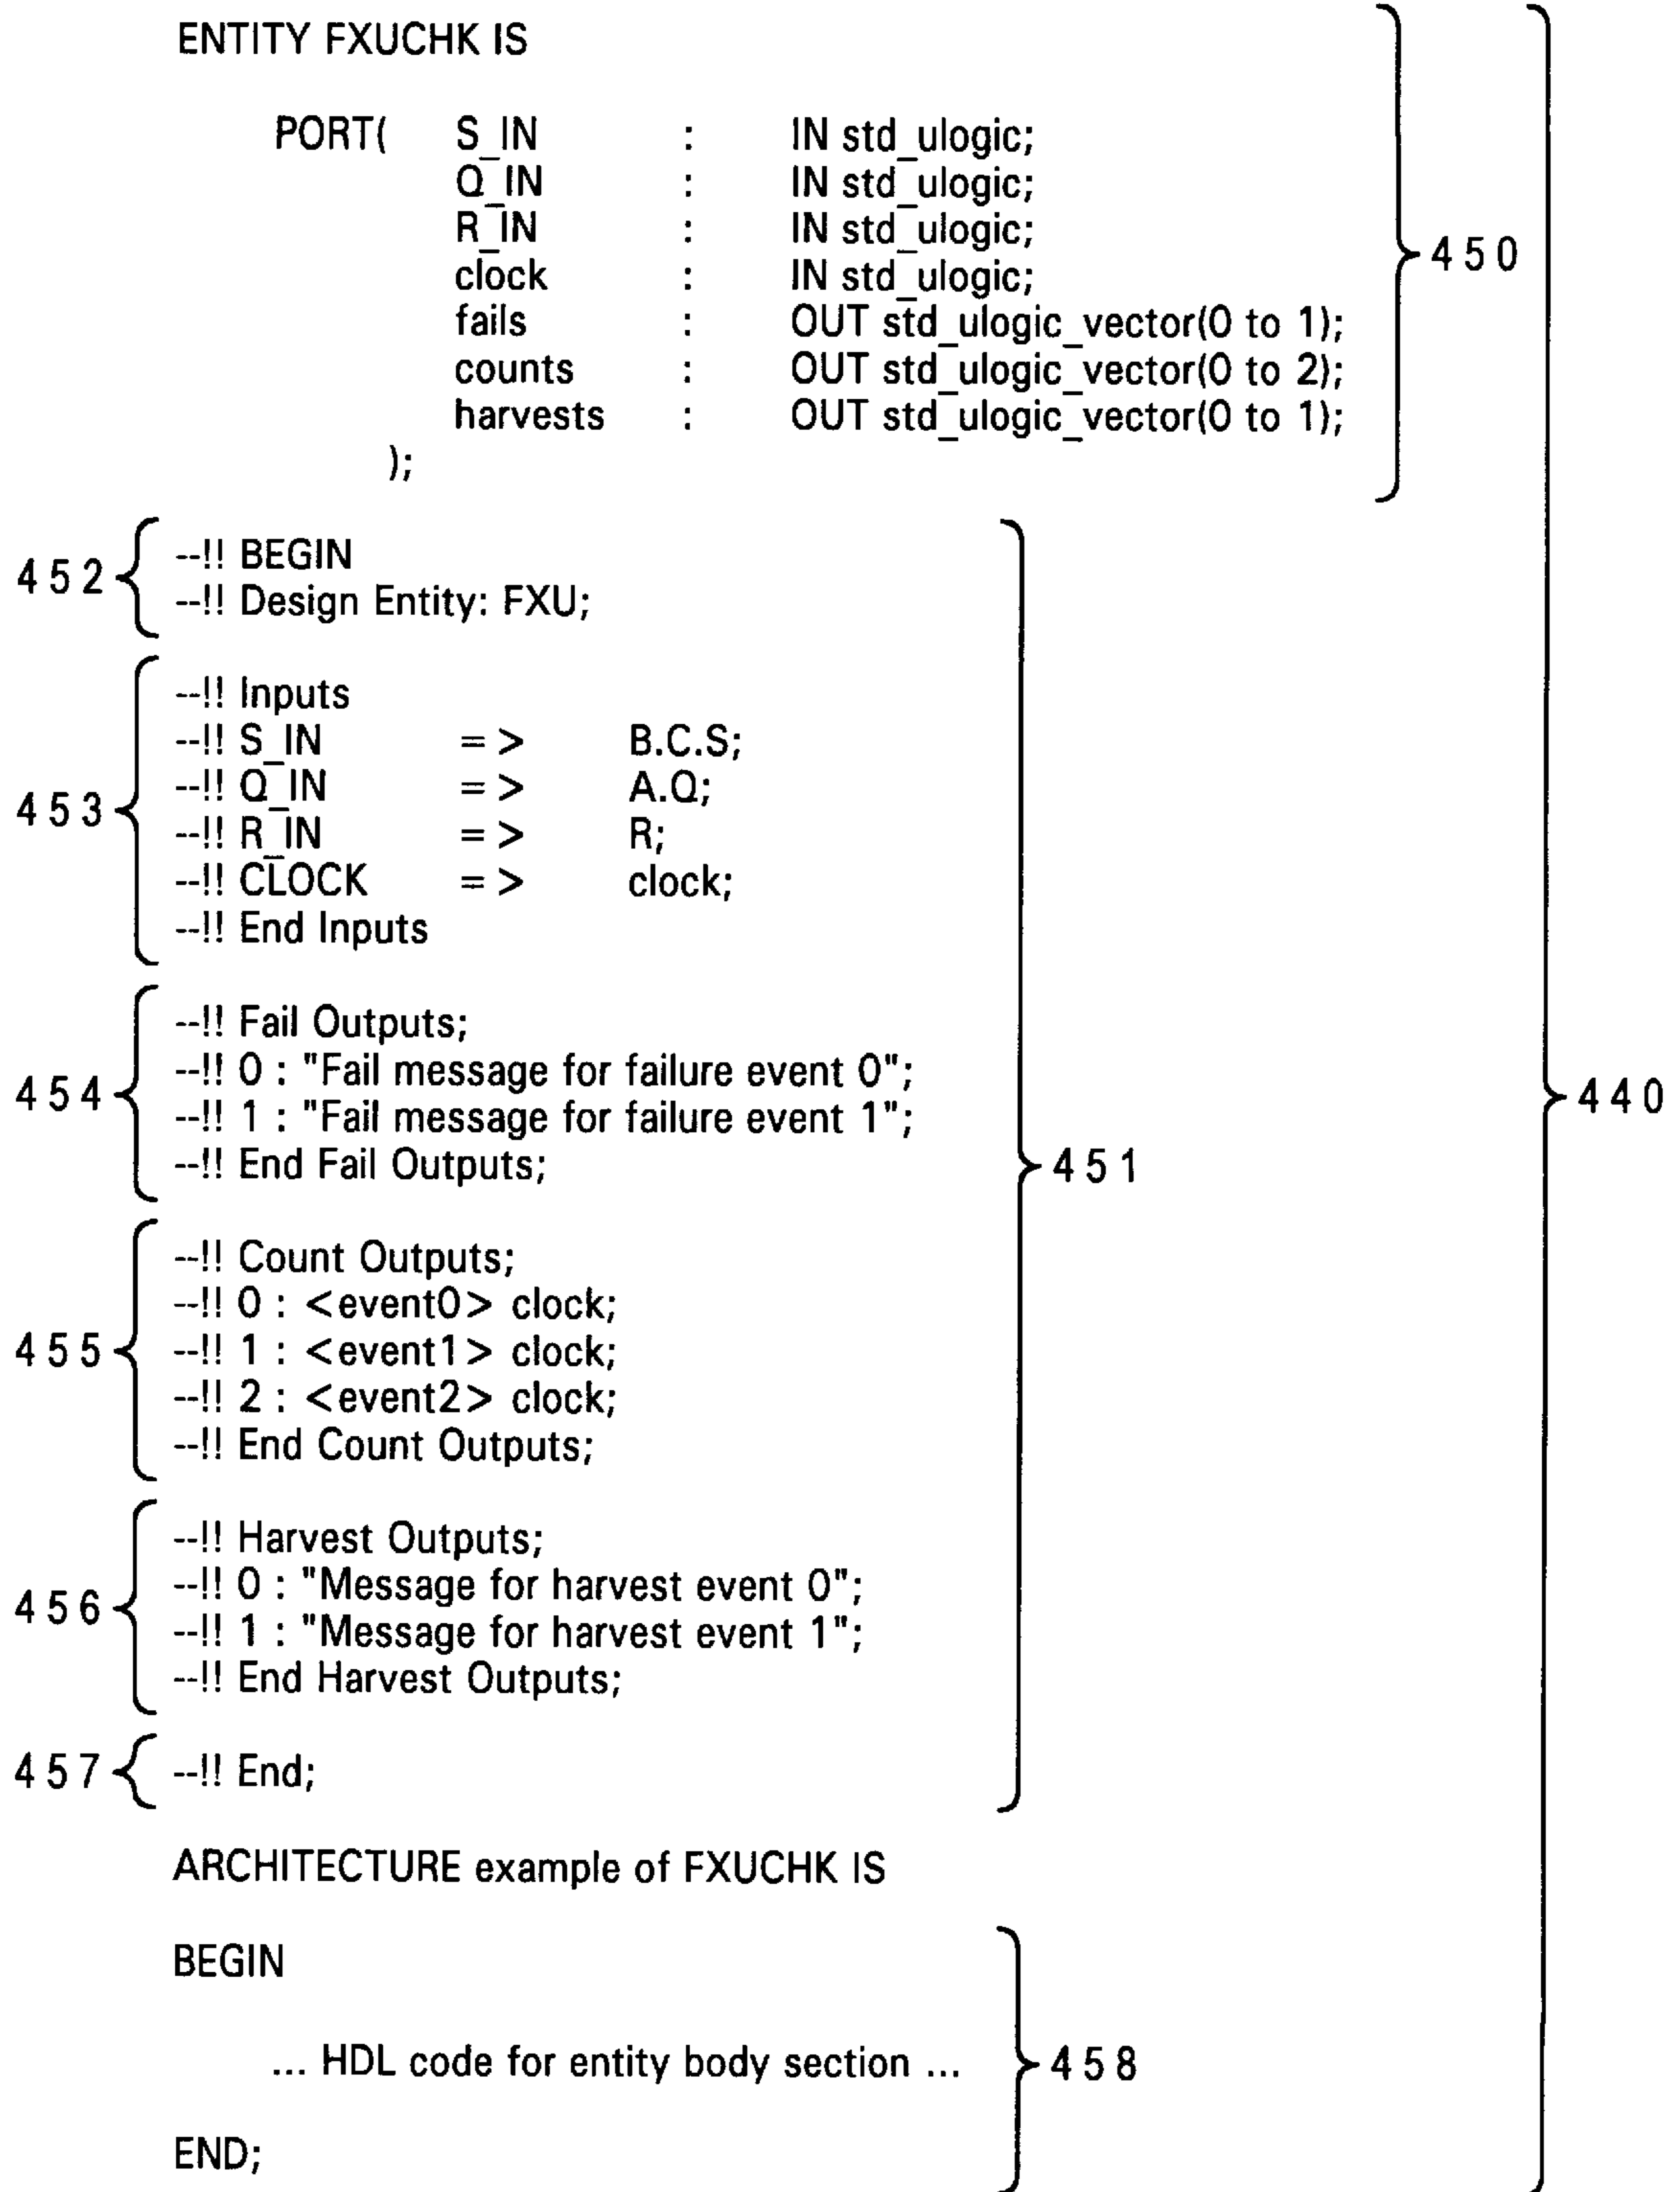 ENTITY FXUCHK IS
PORT( S_IN : IN std_ulogic;
Q_IN : IN std_ulogic;
R_IN : IN std_ulogic;
clock : IN std_ulogic;
fails : OUT std_ulogic_vector(0 to 1);
counts : OUT std_ulogic_vector(0 to 2);
harvests : OUT std_ulogic_vector(0 to 1);
);
450
452
--!! BEGIN
--!! Design Entity: FXU;
453
--!! Inputs
--!! S_IN => B.C.S;
--!! Q_IN => A.Q;
--!! R_IN => R;
--!! CLOCK => clock;
--!! End Inputs
454
--!! Fail Outputs;
--!! 0 : "Fail message for failure event 0";
--!! 1 : "Fail message for failure event 1";
--!! End Fail Outputs;
451
440
455
--!! Count Outputs;
--!! 0 : <event0> clock;
--!! 1 : <event1> clock;
--!! 2 : <event2> clock;
--!! End Count Outputs;
456
--!! Harvest Outputs;
--!! 0 : "Message for harvest event 0";
--!! 1 : "Message for harvest event 1";
--!! End Harvest Outputs;
457
--!! End;
ARCHITECTURE example of FXUCHK IS
BEGIN
... HDL code for entity body section ...
458
END;